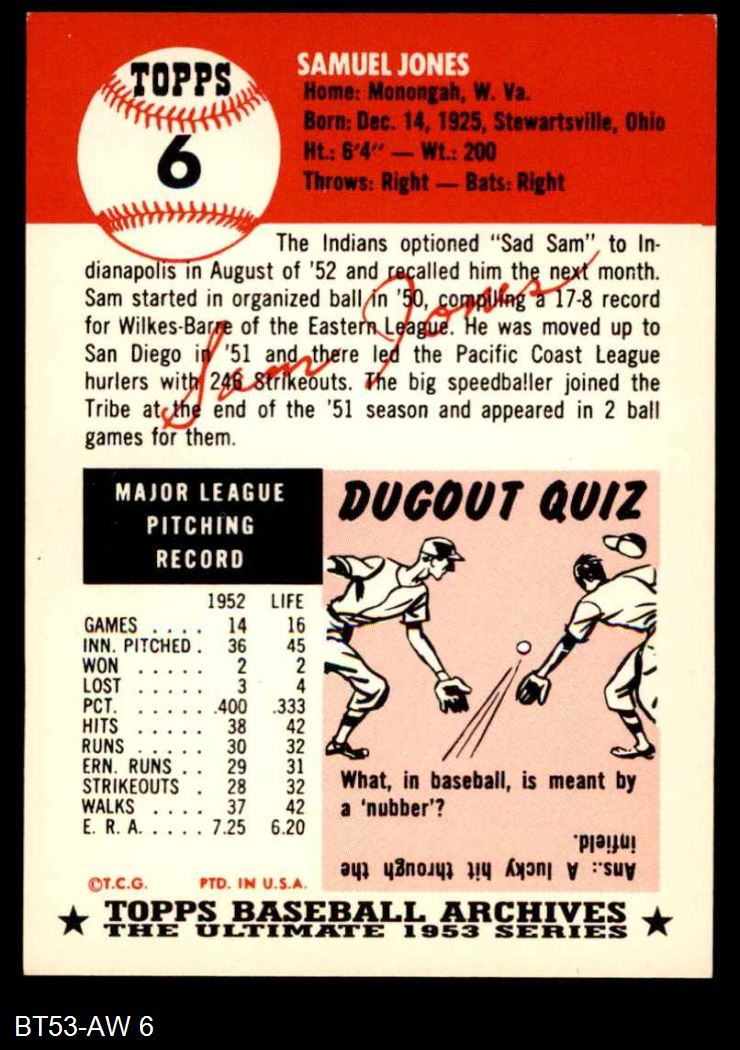 TOPPS
6
SAMUEL JONES
Home: Monongah, W. Va.
Born: Dec. 14, 1925, Stewartsville, Ohio
Ht.: 6'4" — Wt.: 200
Throws: Right — Bats: Right
The Indians optioned "Sad Sam" to In-
dianapolis in August of '52 and recalled him the next month.
Sam started in organized ball in '50, compiling a 17-8 record
for Wilkes-Barre of the Eastern League. He was moved up to
San Diego in '51 and there led the Pacific Coast League
hurlers with 246 Strikeouts. The big speedballer joined the
Tribe at the end of the '51 season and appeared in 2 ball
games for them.
Sam Jones
MAJOR LEAGUE
PITCHING
RECORD
1952 LIFE
GAMES . . . . 14 16
INN. PITCHED . 36 45
WON . . . . . 2 2
LOST . . . . . 3 4
PCT. . . . . . .400 .333
HITS . . . . . 38 42
RUNS . . . . . 30 32
ERN. RUNS . . 29 31
STRIKEOUTS . 28 32
WALKS . . . . 37 42
E. R. A. . . . . 7.25 6.20
©T.C.G. PTD. IN U.S.A.
DUGOUT QUIZ
What, in baseball, is meant by
a 'nubber'?
Ans.: A lucky hit through the
infield.
★ TOPPS BASEBALL ARCHIVES ★
THE ULTIMATE 1953 SERIES
BT53-AW 6